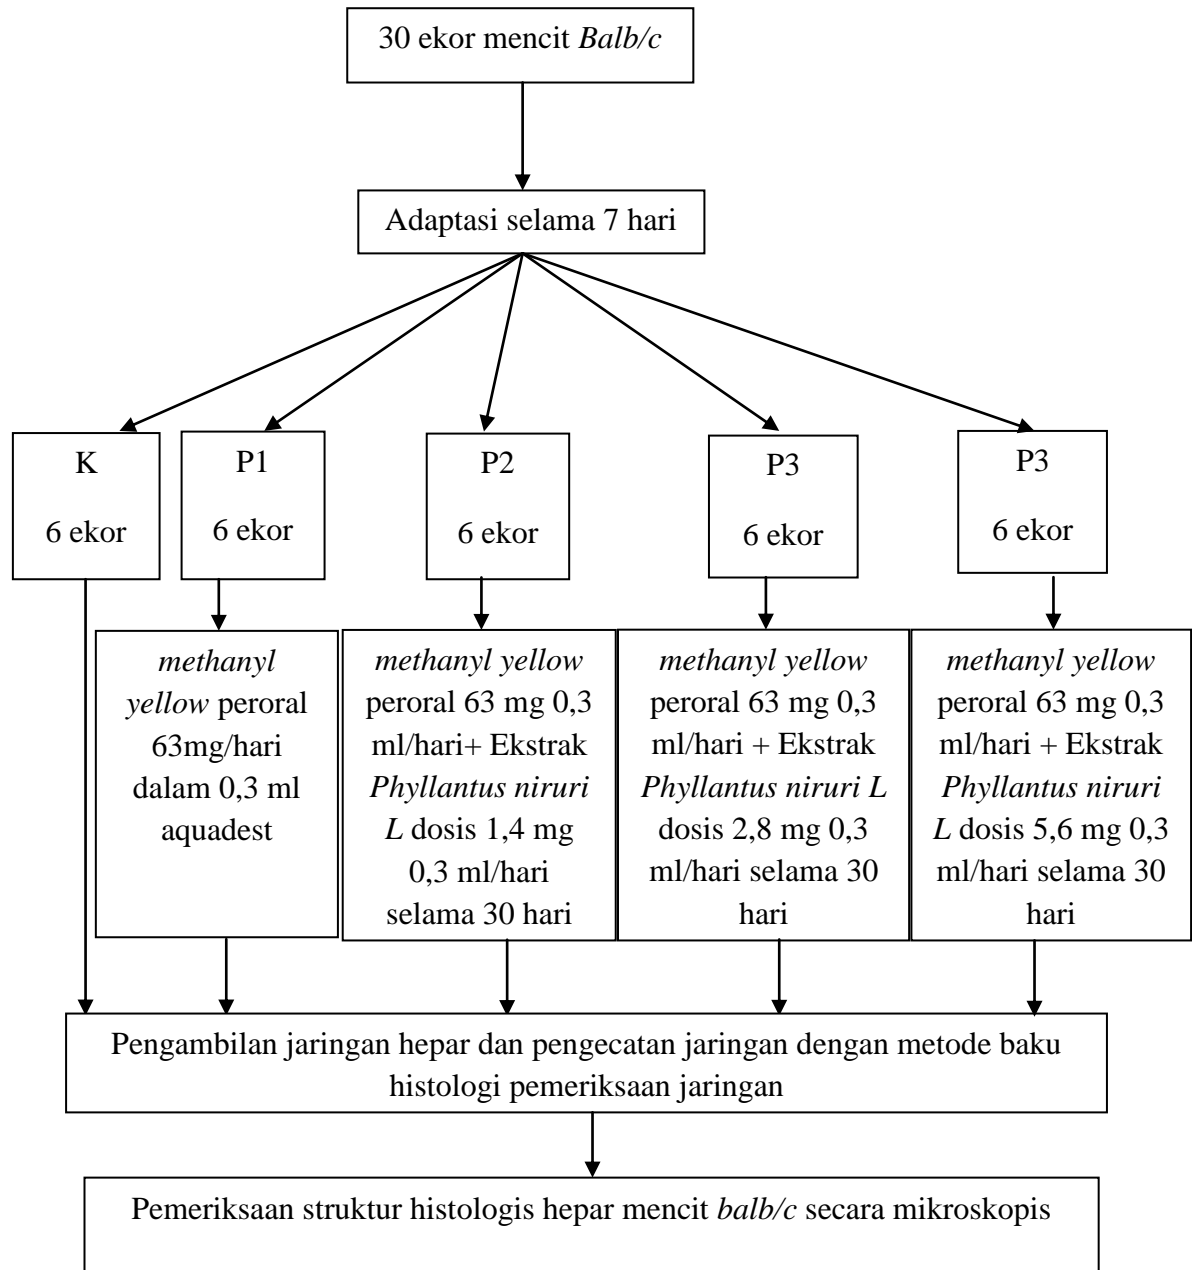 30 ekor mencit Balb/c
Adaptasi selama 7 hari
K
6 ekor
P1
6 ekor
P2
6 ekor
P3
6 ekor
P3
6 ekor
methanyl
yellow peroral
63mg/hari
dalam 0,3 ml
aquadest
methanyl yellow
peroral 63 mg 0,3
ml/hari+ Ekstrak
Phyllantus niruri
L dosis 1,4 mg
0,3 ml/hari
selama 30 hari
methanyl yellow
peroral 63 mg 0,3
ml/hari + Ekstrak
Phyllantus niruri L
dosis 2,8 mg 0,3
ml/hari selama 30
hari
methanyl yellow
peroral 63 mg 0,3
ml/hari + Ekstrak
Phyllantus niruri
L dosis 5,6 mg 0,3
ml/hari selama 30
hari
Pengambilan jaringan hepar dan pengecatan jaringan dengan metode baku
histologi pemeriksaan jaringan
Pemeriksaan struktur histologis hepar mencit balb/c secara mikroskopis